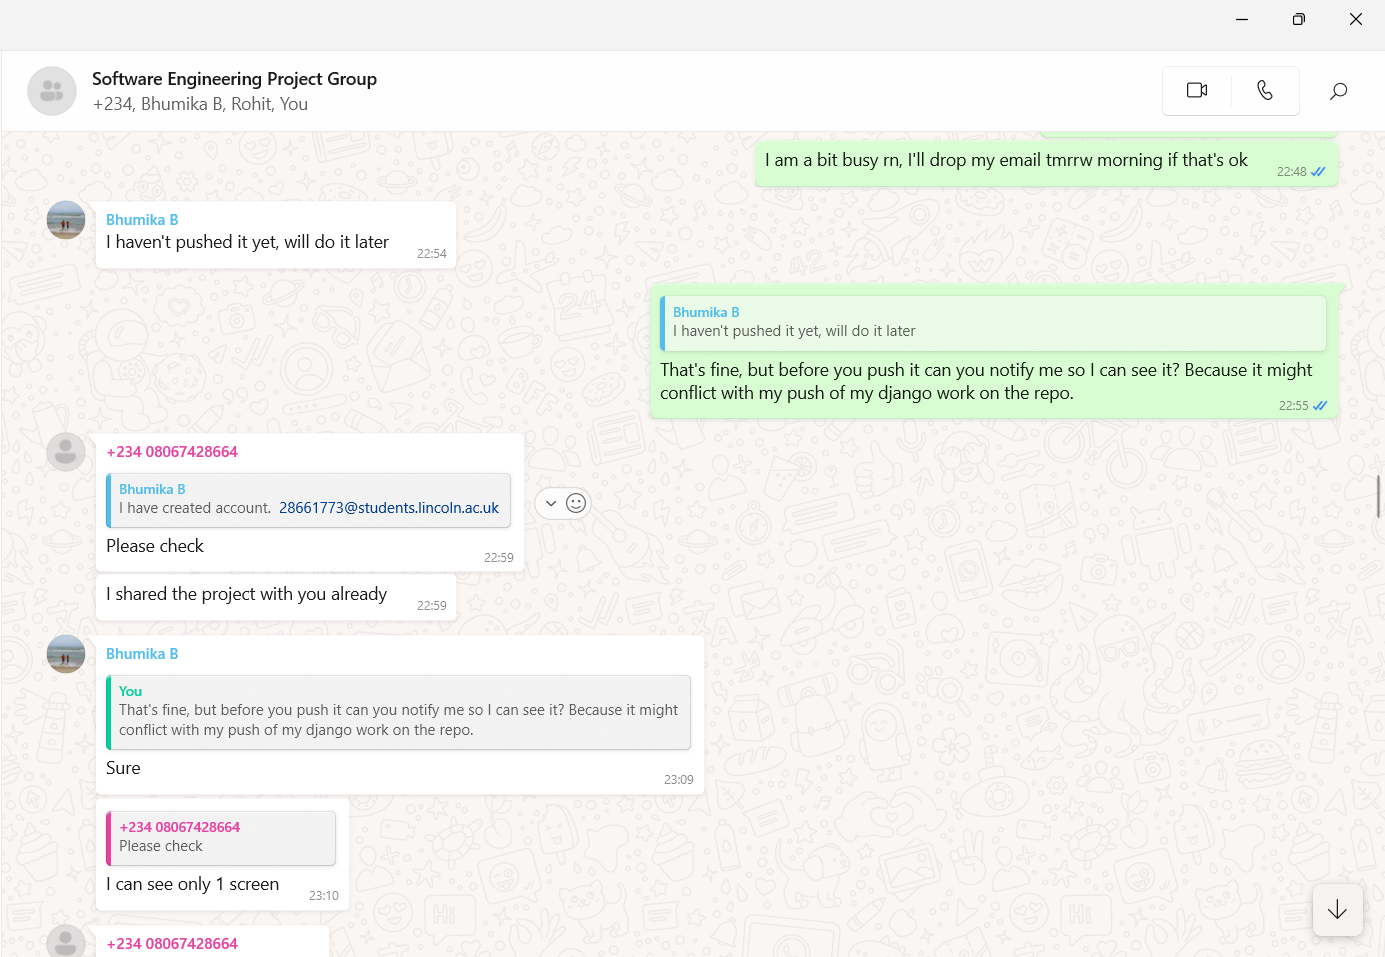 Software Engineering Project Group
+234, Bhumika B, Rohit, You
I am a bit busy rn, I'll drop my email tmrrw morning if that's ok
22:48
Bhumika B
I haven't pushed it yet, will do it later
22:54
Bhumika B
I haven't pushed it yet, will do it later
That's fine, but before you push it can you notify me so I can see it? Because it might
conflict with my push of my django work on the repo.
22:55
+234 08067428664
Bhumika B
I have created account. 28661773@students.lincoln.ac.uk
Please check
22:59
I shared the project with you already
22:59
Bhumika B
You
That's fine, but before you push it can you notify me so I can see it? Because it might
conflict with my push of my django work on the repo.
Sure
23:09
+234 08067428664
Please check
I can see only 1 screen
23:10
+234 08067428664